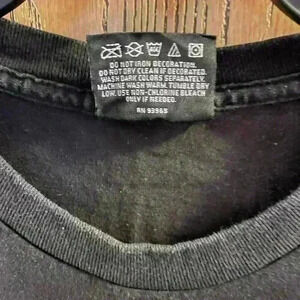 DO NOT IRON DECORATION.
DO NOT DRY CLEAN IF DECORATED.
WASH DARK COLORS SEPARATELY.
MACHINE WASH WARM. TUMBLE DRY
LOW. USE NON-CHLORINE BLEACH
ONLY IF NEEDED.
RN 93965